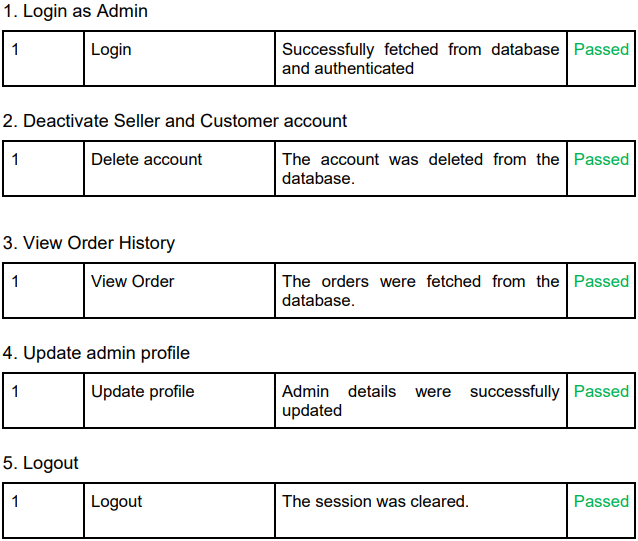 1. Login as Admin
1 Login Successfully fetched from database Passed
and authenticated
2. Deactivate Seller and Customer account
1 Delete account The account was deleted from the Passed
database.
3. View Order History
1 View Order The orders were fetched from the Passed
database.
4. Update admin profile
1 Update profile Admin details were successfully Passed
updated
5. Logout
1 Logout The session was cleared. Passed